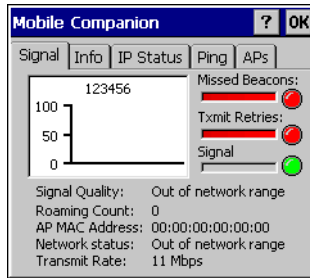 Mobile Companion ? OK
Signal Info IP Status Ping APs
123456
100
50
0
Missed Beacons:
Txmit Retries:
Signal
Signal Quality: Out of network range
Roaming Count: 0
AP MAC Address: 00:00:00:00:00:00
Network status: Out of network range
Transmit Rate: 11 Mbps